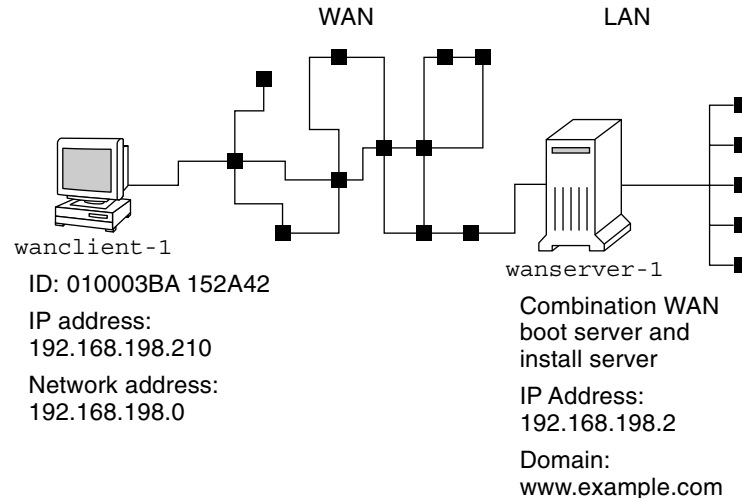 WAN
LAN
wanclient-1
ID: 010003BA 152A42
IP address:
192.168.198.210
Network address:
192.168.198.0
wanserver-1
Combination WAN
boot server and
install server
IP Address:
192.168.198.2
Domain:
www.example.com